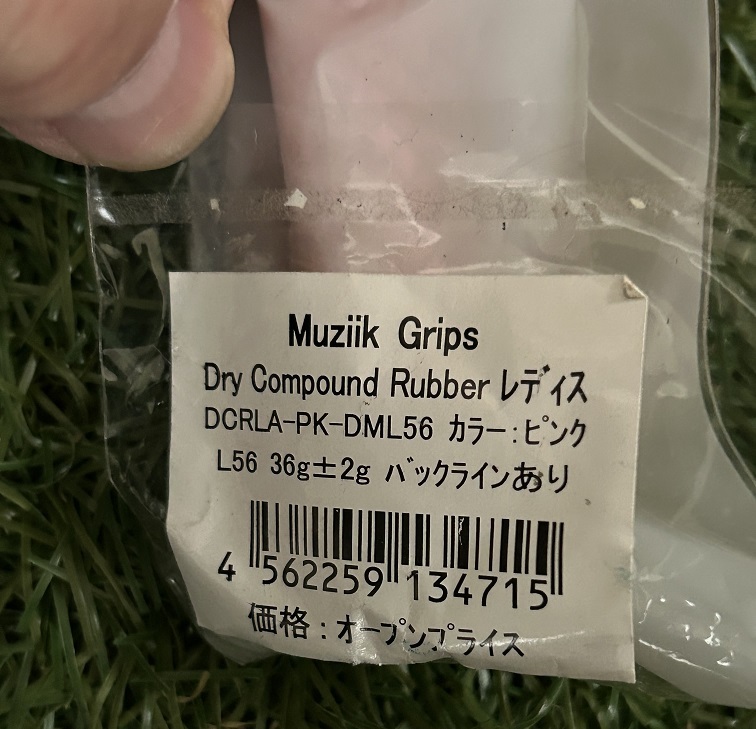 Muziik Grips
Dry Compound Rubber レディス
DCRLA-PK-DML56 カラー:ピンク
L56 36g±2g バックラインあり
4 562259 134715
価格:オープンプライス